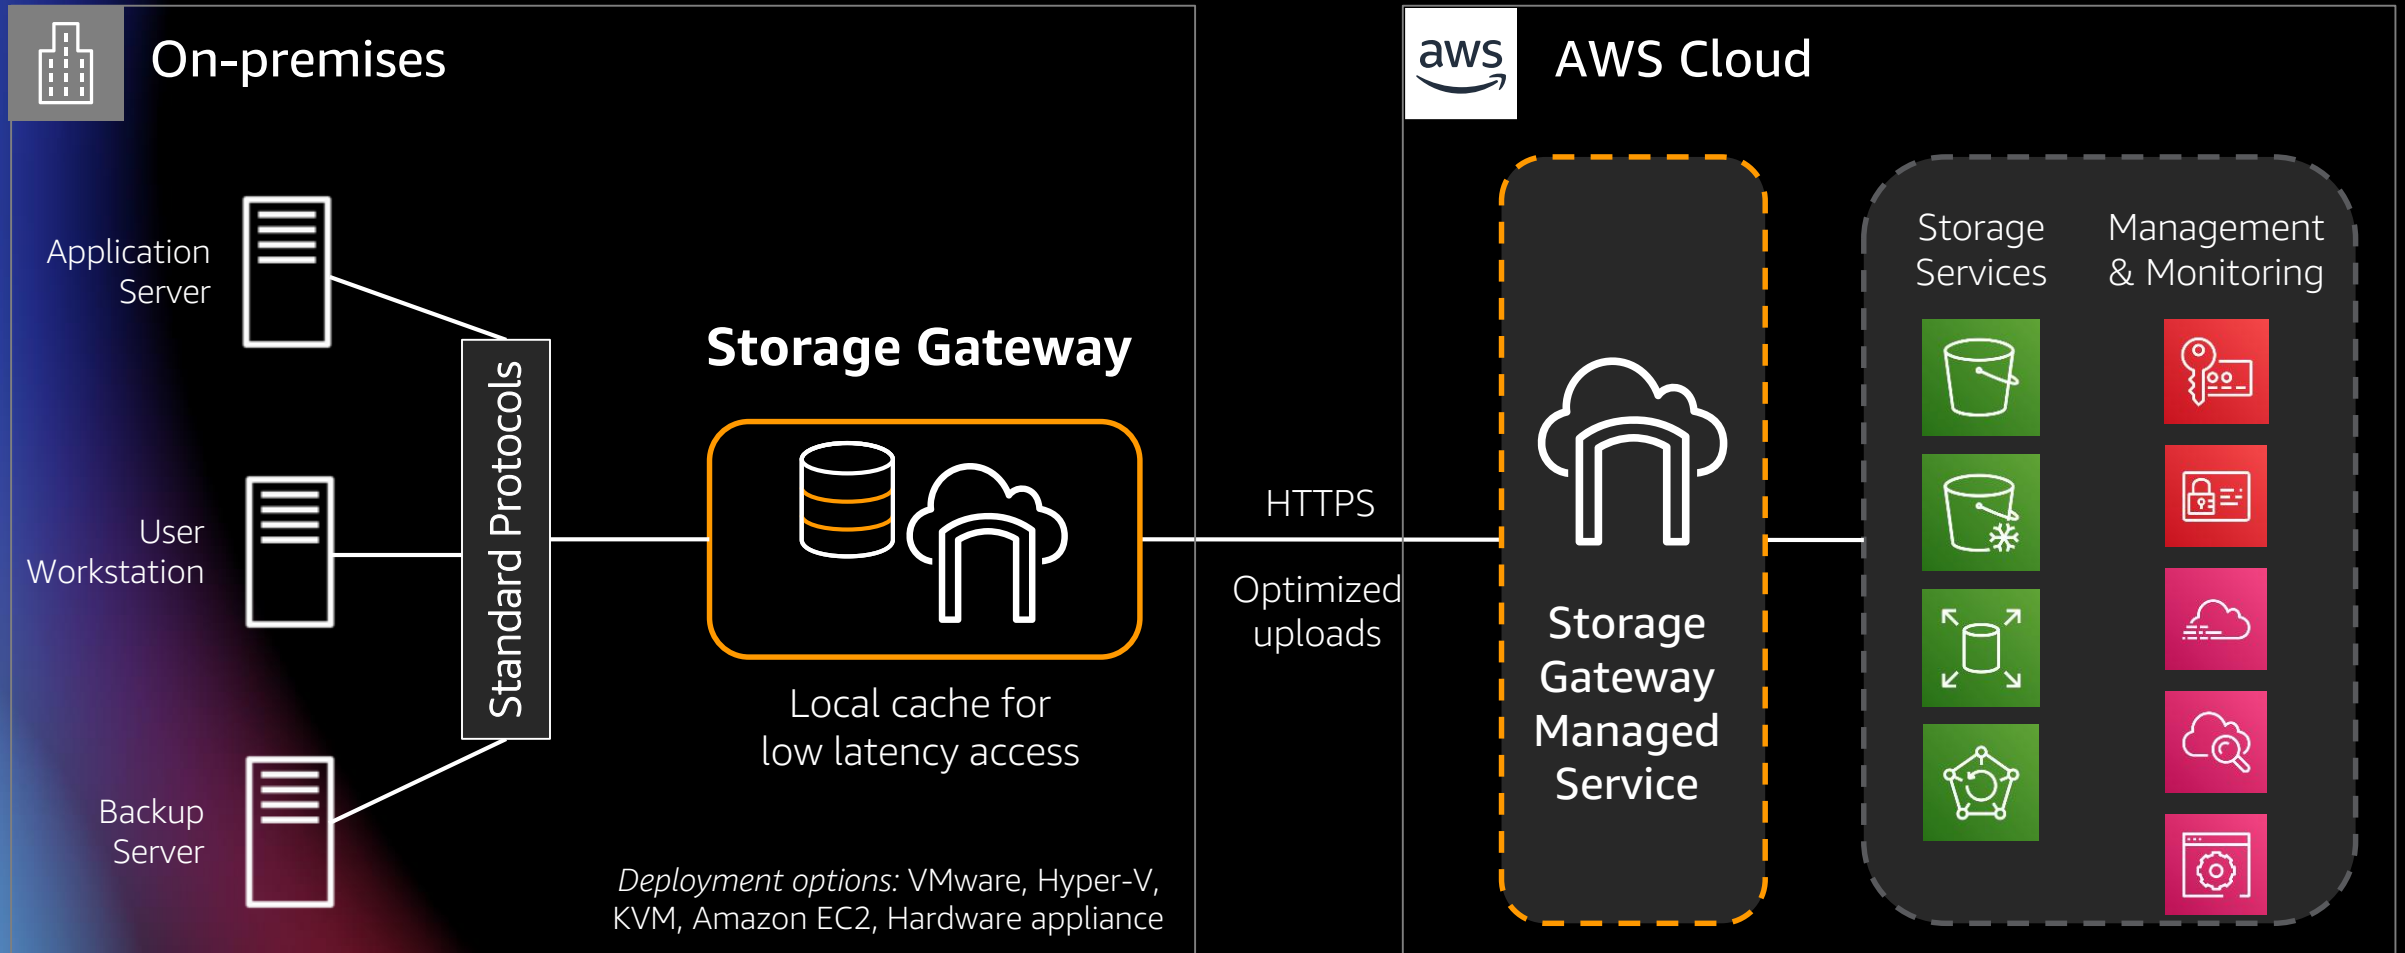 On-premises
Application
Server
User
Workstation
Backup
Server
Standard Protocols
Storage Gateway
Local cache for
low latency access
Deployment options: VMware, Hyper-V,
KVM, Amazon EC2, Hardware appliance
HTTPS
Optimized
uploads
aws
AWS Cloud
Storage
Gateway
Managed
Service
Storage
Services
Management
& Monitoring